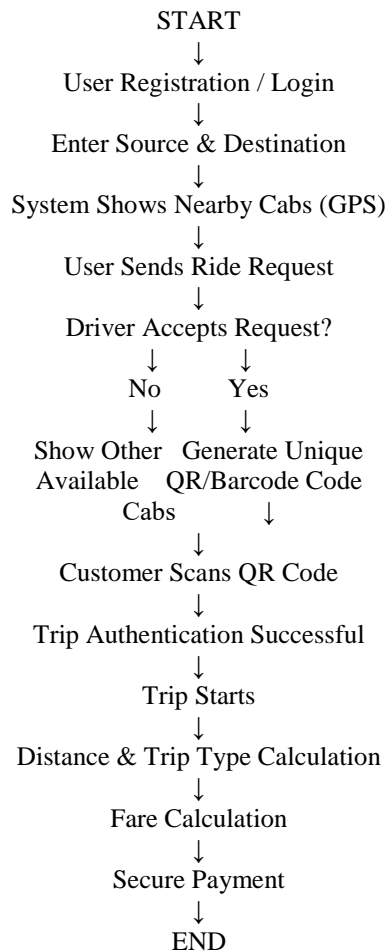 START
↓
User Registration / Login
↓
Enter Source & Destination
↓
System Shows Nearby Cabs (GPS)
↓
User Sends Ride Request
↓
Driver Accepts Request?
↓ ↓
No Yes
↓ ↓
Show Other Generate Unique
Available QR/Barcode Code
Cabs ↓
↓
Customer Scans QR Code
↓
Trip Authentication Successful
↓
Trip Starts
↓
Distance & Trip Type Calculation
↓
Fare Calculation
↓
Secure Payment
↓
END